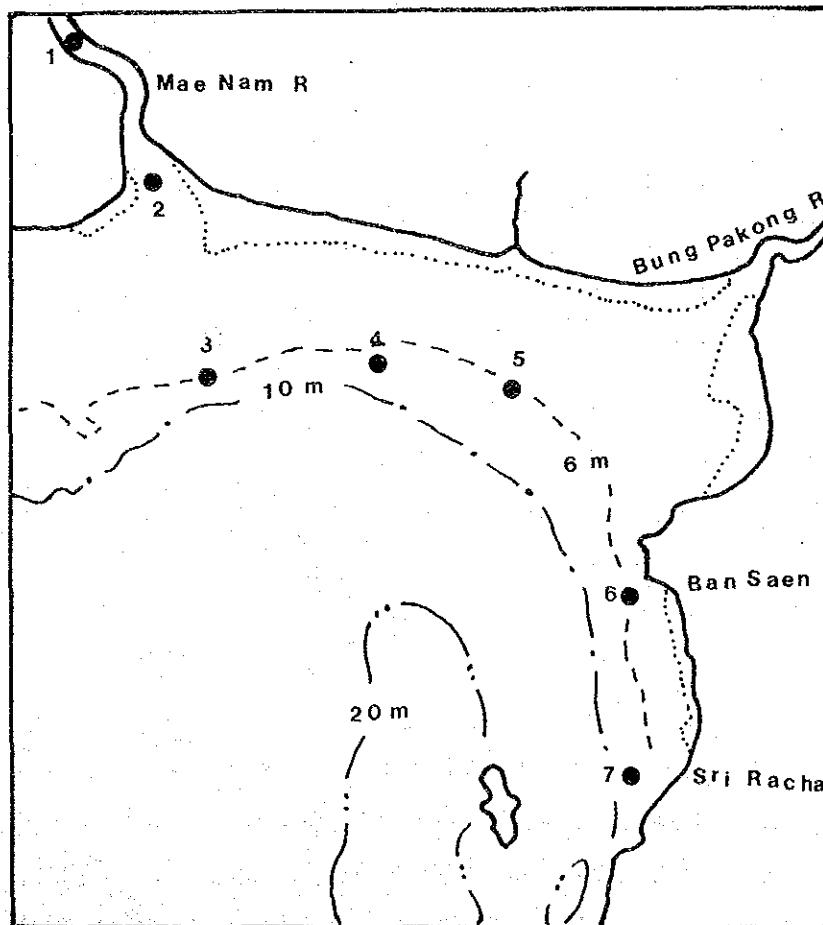 1
Mae Nam R
2
Bung Pakong R
3
4
5
10 m
6 m
6
Ban Saen
20 m
7
Sri Racha